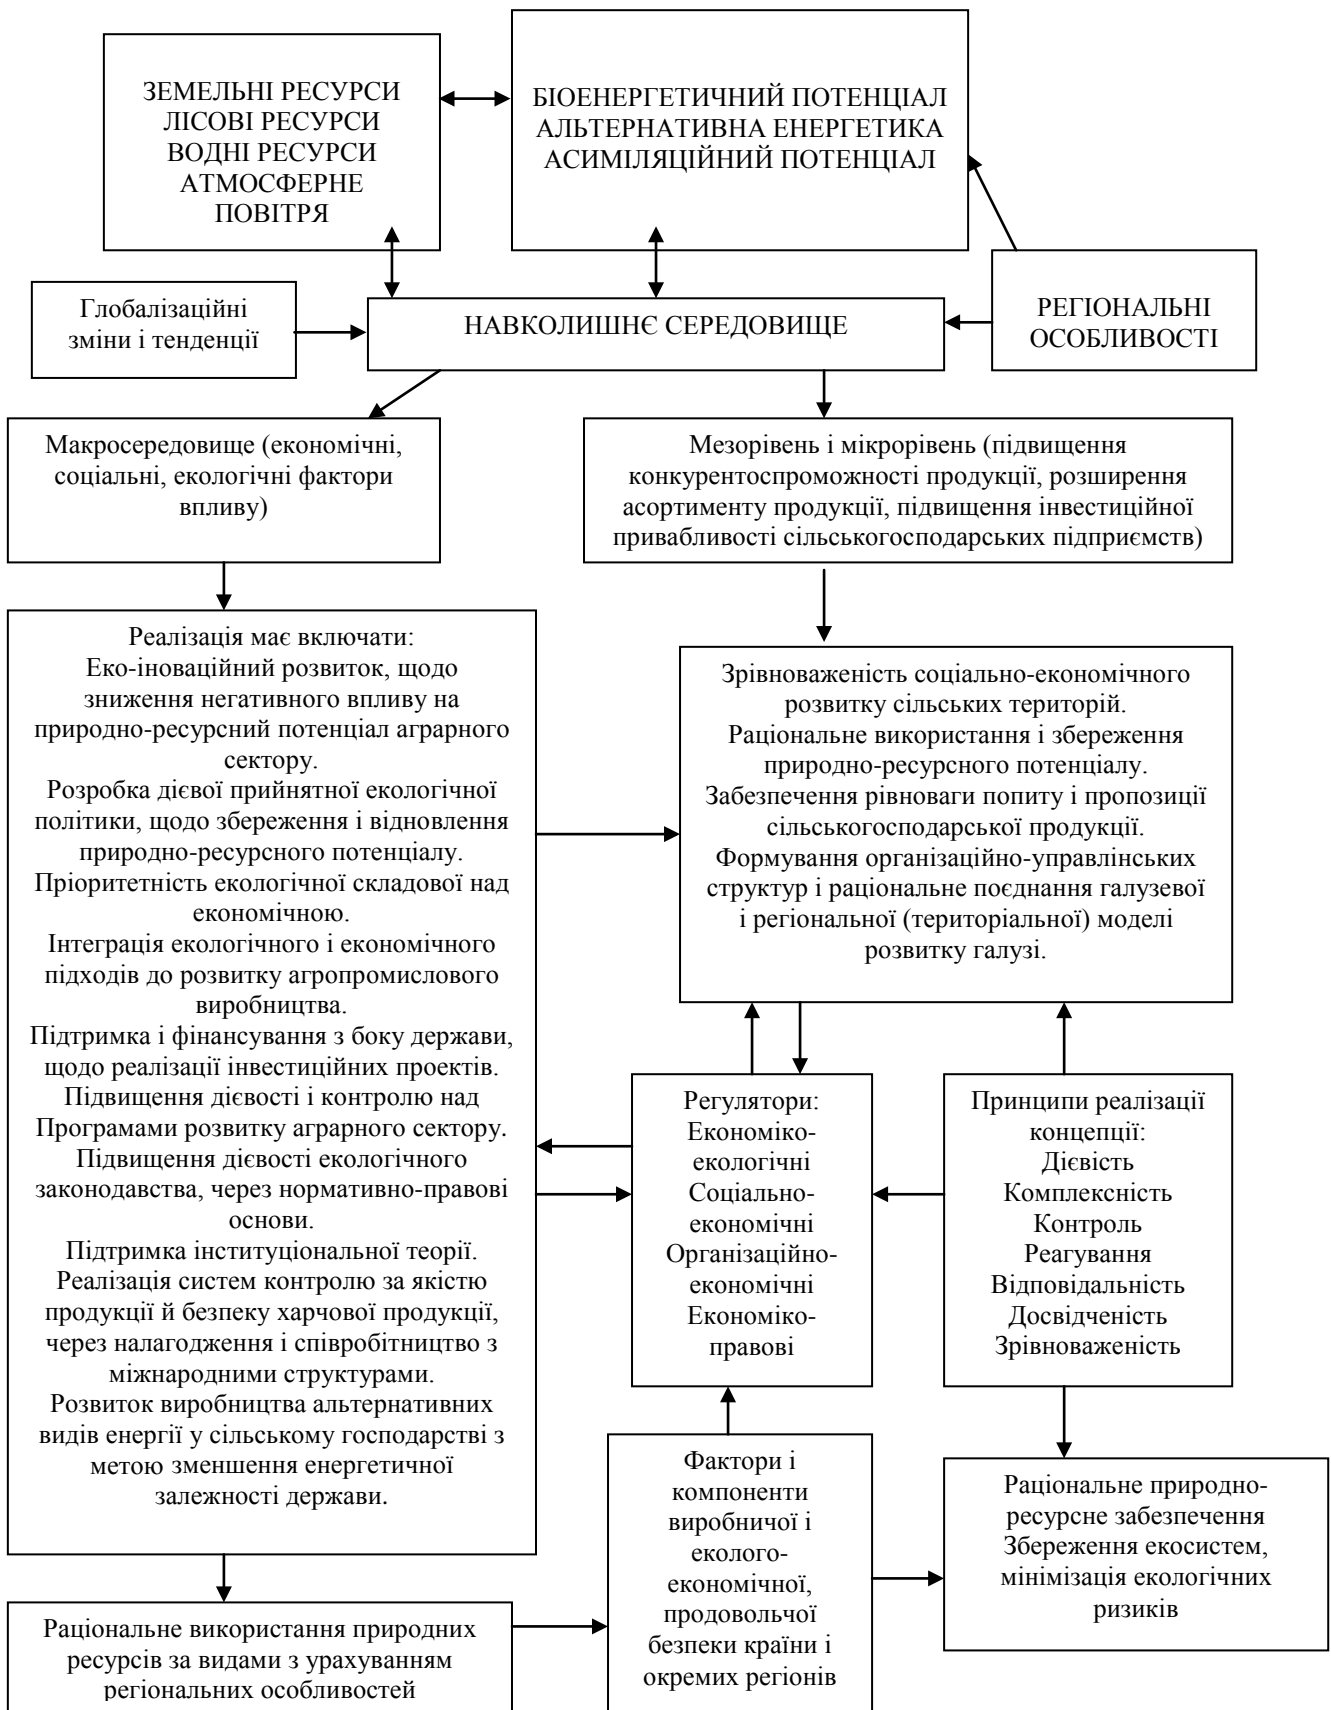 ЗЕМЕЛЬНІ РЕСУРСИ
ЛІСОВІ РЕСУРСИ
ВОДНІ РЕСУРСИ
АТМОСФЕРНЕ
ПОВІТРЯ
БІОЕНЕРГЕТИЧНИЙ ПОТЕНЦІАЛ
АЛЬТЕРНАТИВНА ЕНЕРГЕТИКА
АСИМІЛЯЦІЙНИЙ ПОТЕНЦІАЛ
Глобалізаційні
зміни і тенденції
НАВКОЛИШНЄ СЕРЕДОВИЩЕ
РЕГІОНАЛЬНІ
ОСОБЛИВОСТІ
Макросередовище (економічні,
соціальні, екологічні фактори
впливу)
Мезорівень і мікрорівень (підвищення
конкурентоспроможності продукції, розширення
асортименту продукції, підвищення інвестиційної
привабливості сільськогосподарських підприємств)
Реалізація має включати:
Еко-іноваційний розвиток, щодо
зниження негативного впливу на
природно-ресурсний потенціал аграрного
сектору.
Розробка дієвої прийнятної екологічної
політики, щодо збереження і відновлення
природно-ресурсного потенціалу.
Пріоритетність екологічної складової над
економічною.
Інтеграція екологічного і економічного
підходів до розвитку агропромислового
виробництва.
Підтримка і фінансування з боку держави,
щодо реалізації інвестиційних проектів.
Підвищення дієвості і контролю над
Програмами розвитку аграрного сектору.
Підвищення дієвості екологічного
законодавства, через нормативно-правові
основи.
Підтримка інституціональної теорії.
Реалізація систем контролю за якістю
продукції й безпеку харчової продукції,
через налагодження і співробітництво з
міжнародними структурами.
Розвиток виробництва альтернативних
видів енергії у сільському господарстві з
метою зменшення енергетичної
залежності держави.
Зрівноваженість соціально-економічного
розвитку сільських територій.
Раціональне використання і збереження
природно-ресурсного потенціалу.
Забезпечення рівноваги попиту і пропозиції
сільськогосподарської продукції.
Формування організаційно-управлінських
структур і раціональне поєднання галузевої
і регіональної (територіальної) моделі
розвитку галузі.
Регулятори:
Економіко-
екологічні
Соціально-
економічні
Організаційно-
економічні
Економіко-
правові
Принципи реалізації
концепції:
Дієвість
Комплексність
Контроль
Реагування
Відповідальність
Досвідченість
Зрівноваженість
Фактори і
компоненти
виробничої і
еколого-
економічної,
продовольчої
безпеки країни і
окремих регіонів
Раціональне природно-
ресурсне забезпечення
Збереження екосистем,
мінімізація екологічних
ризиків
Раціональне використання природних
ресурсів за видами з урахуванням
регіональних особливостей